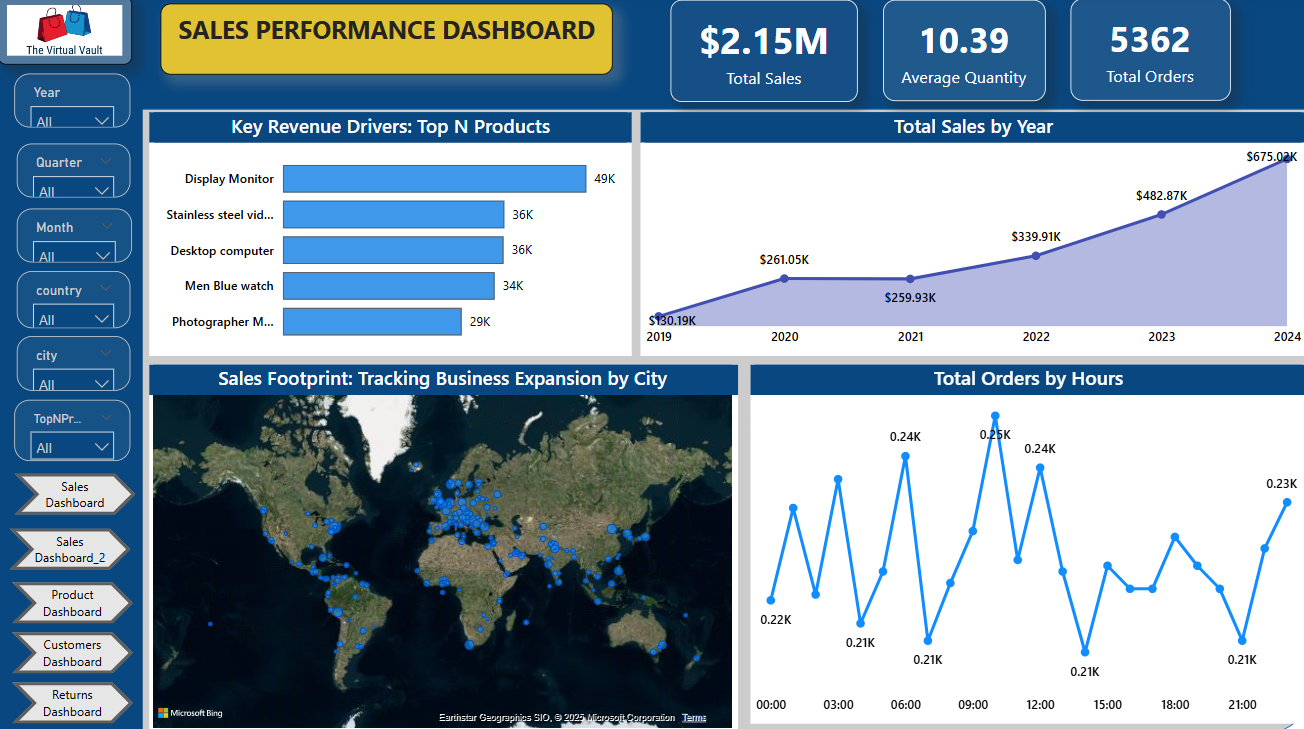 The Virtual Vault
SALES PERFORMANCE DASHBOARD
$2.15M
Total Sales
10.39
Average Quantity
5362
Total Orders
Year
All
Quarter
All
Month
All
country
All
city
All
TopNPr...
All
Sales
Dashboard
Sales
Dashboard_2
Product
Dashboard
Customers
Dashboard
Returns
Dashboard
Key Revenue Drivers: Top N Products
Display Monitor
49K
Stainless steel vid...
36K
Desktop computer
36K
Men Blue watch
34K
Photographer M...
29K
Total Sales by Year
$130.19K
$261.05K
$259.93K
$339.91K
$482.87K
$675.02K
2019
2020
2021
2022
2023
2024
Sales Footprint: Tracking Business Expansion by City
Microsoft Bing
Earthstar Geographics SIO, © 2025 Microsoft Corporation Terms
Total Orders by Hours
0.22K
0.21K
0.24K
0.21K
0.25K
0.24K
0.21K
0.21K
0.23K
00:00
03:00
06:00
09:00
12:00
15:00
18:00
21:00